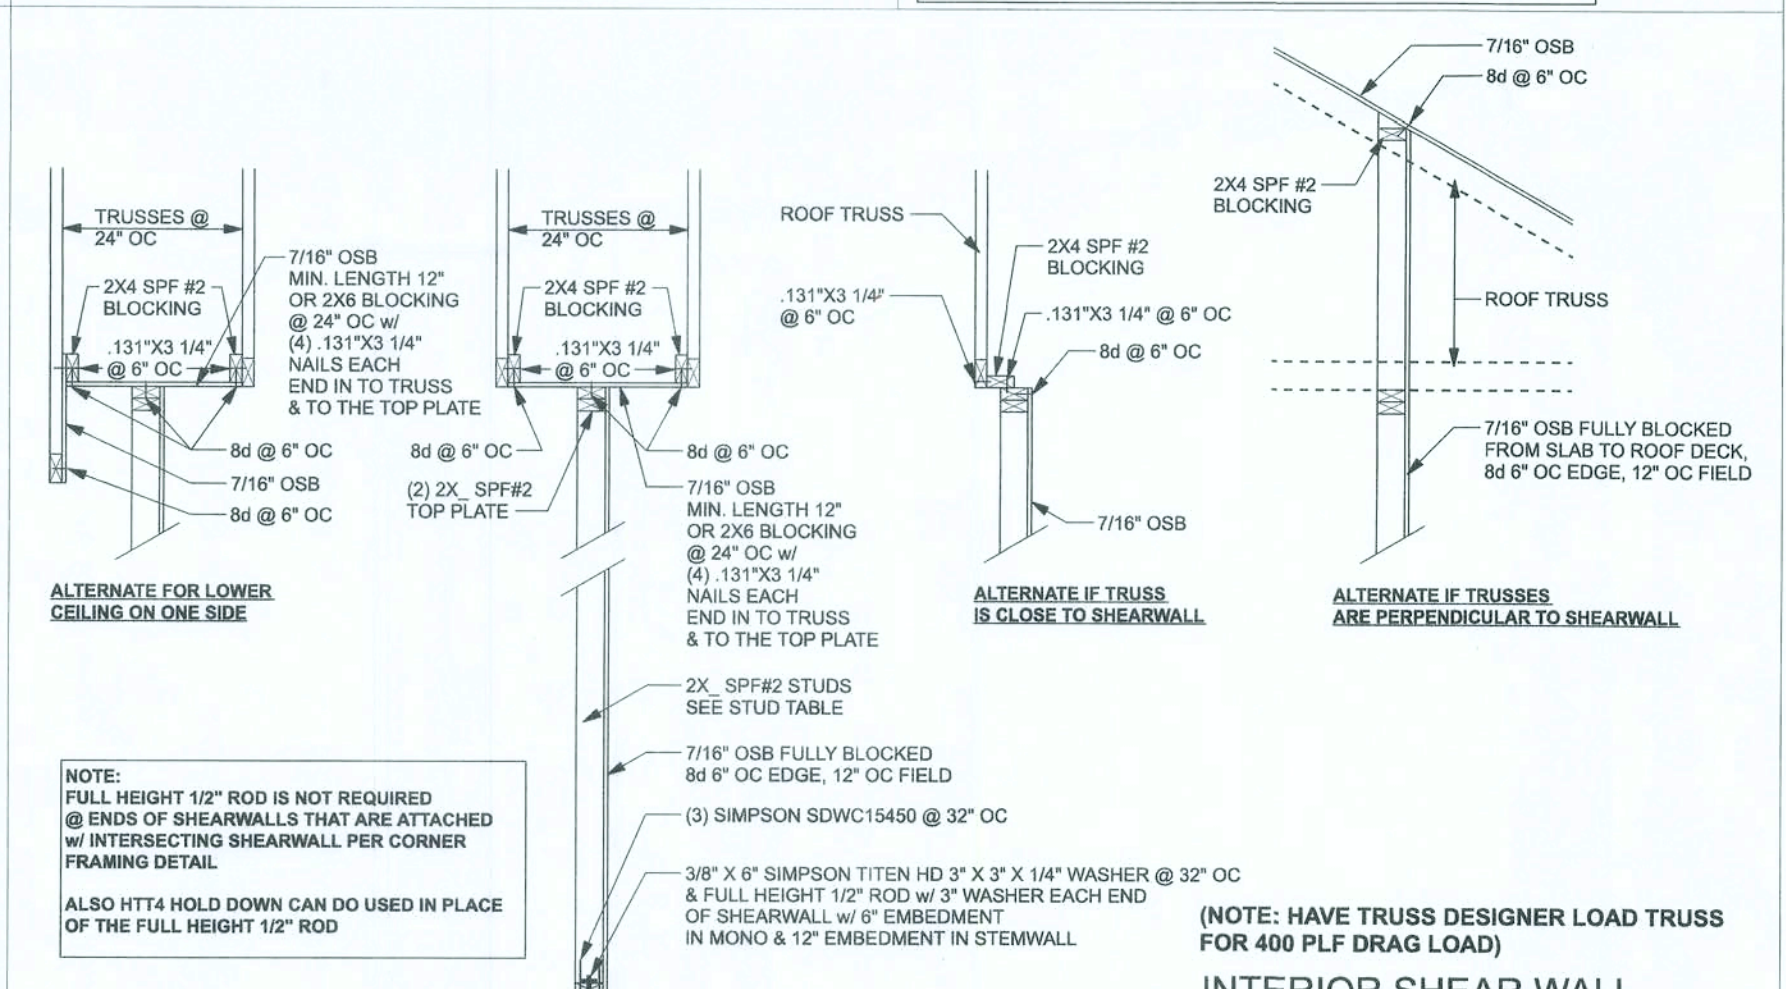 TRUSSES @
24" OC
2X4 SPF #2
BLOCKING
.131"X3 1/4"
@ 6" OC
7/16" OSB
MIN. LENGTH 12"
OR 2X6 BLOCKING
@ 24" OC w/
(4) .131"X3 1/4"
NAILS EACH
END IN TO TRUSS
& TO THE TOP PLATE
8d @ 6" OC
7/16" OSB
8d @ 6" OC
ALTERNATE FOR LOWER
CEILING ON ONE SIDE
TRUSSES @
24" OC
2X4 SPF #2
BLOCKING
.131"X3 1/4"
@ 6" OC
8d @ 6" OC
(2) 2X_ SPF#2
TOP PLATE
8d @ 6" OC
7/16" OSB
MIN. LENGTH 12"
OR 2X6 BLOCKING
@ 24" OC w/
(4) .131"X3 1/4"
NAILS EACH
END IN TO TRUSS
& TO THE TOP PLATE
2X_ SPF#2 STUDS
SEE STUD TABLE
7/16" OSB FULLY BLOCKED
8d 6" OC EDGE, 12" OC FIELD
(3) SIMPSON SDWC15450 @ 32" OC
3/8" X 6" SIMPSON TITEN HD 3" X 3" X 1/4" WASHER @ 32" OC
& FULL HEIGHT 1/2" ROD w/ 3" WASHER EACH END
OF SHEARWALL w/ 6" EMBEDMENT
IN MONO & 12" EMBEDMENT IN STEMWALL
ROOF TRUSS
2X4 SPF #2
BLOCKING
.131"X3 1/4"
@ 6" OC
.131"X3 1/4" @ 6" OC
8d @ 6" OC
7/16" OSB
ALTERNATE IF TRUSS
IS CLOSE TO SHEARWALL
7/16" OSB
8d @ 6" OC
2X4 SPF #2
BLOCKING
ROOF TRUSS
7/16" OSB FULLY BLOCKED
FROM SLAB TO ROOF DECK,
8d 6" OC EDGE, 12" OC FIELD
ALTERNATE IF TRUSSES
ARE PERPENDICULAR TO SHEARWALL
NOTE:
FULL HEIGHT 1/2" ROD IS NOT REQUIRED
@ ENDS OF SHEARWALLS THAT ARE ATTACHED
w/ INTERSECTING SHEARWALL PER CORNER
FRAMING DETAIL
ALSO HTT4 HOLD DOWN CAN DO USED IN PLACE
OF THE FULL HEIGHT 1/2" ROD
(NOTE: HAVE TRUSS DESIGNER LOAD TRUSS
FOR 400 PLF DRAG LOAD)
INTERIOR SHEAR WALL